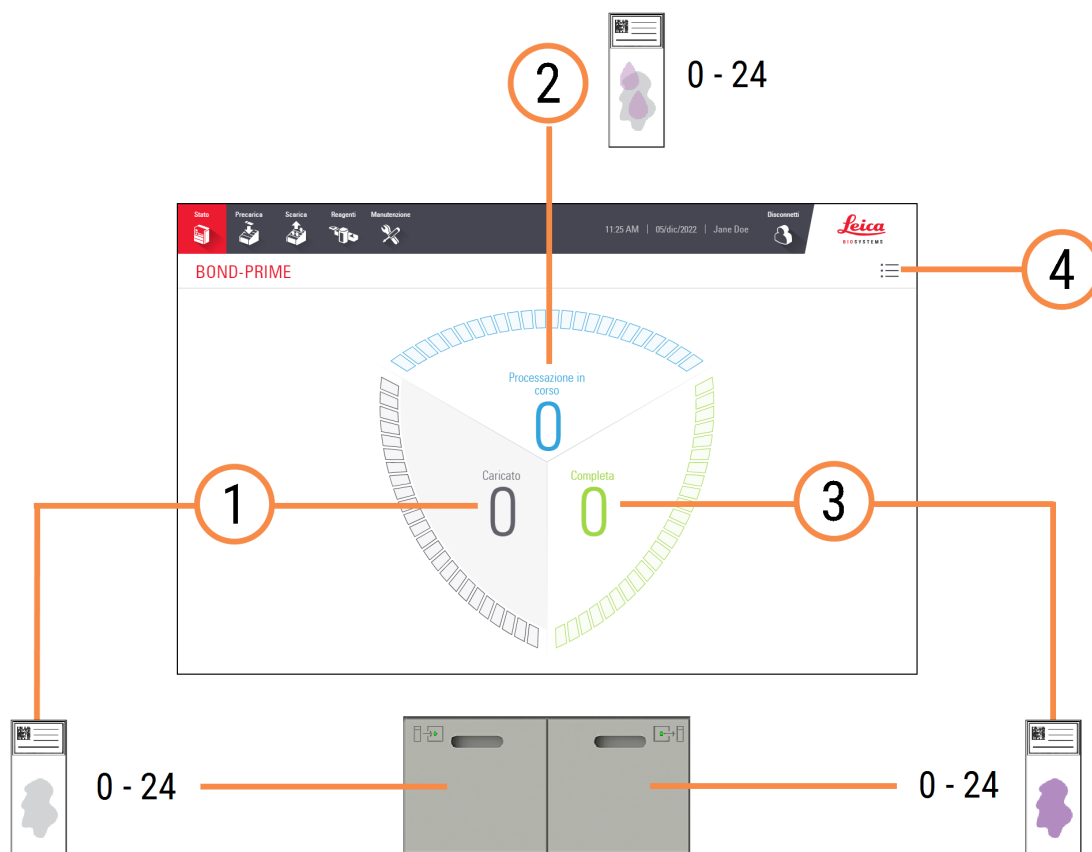 2
0 - 24
Stato
Precarica
Scarica
Reagenti
Manutenzione
11:25 AM | 05/dic/2022 | Jane Doe
Disconnetti
Leica
BIOSYSTEMS
BOND-PRIME
4
Processazione in
corso
0
Caricato
0
Completa
0
1
3
0 - 24
0 - 24